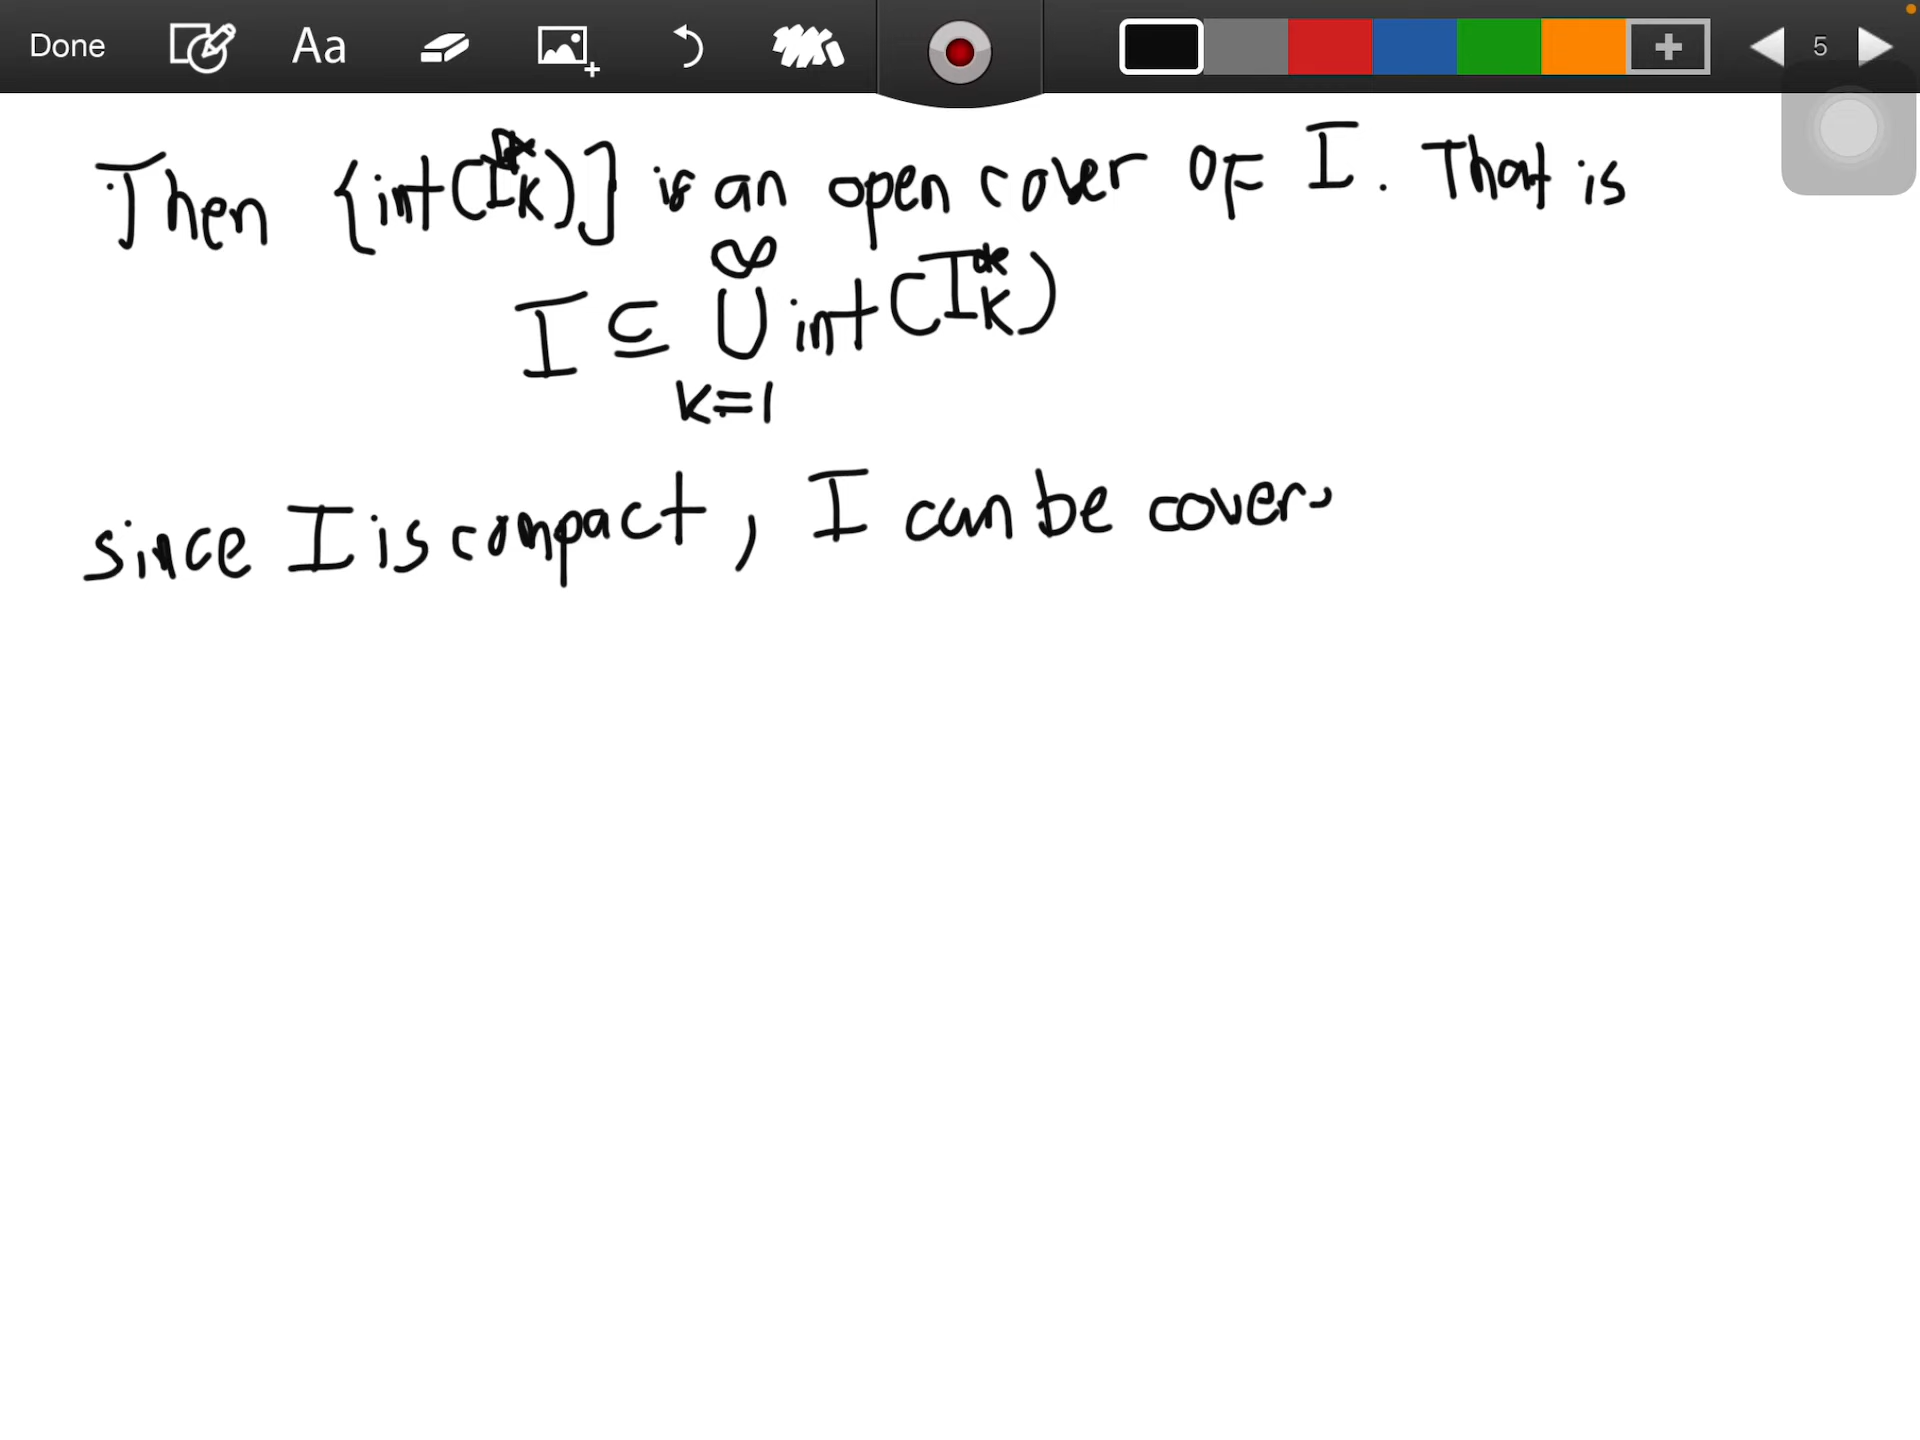 Done Aa 5
Then {int(I*k)} is an open cover OF I. That is
∞
I ⊆ ∪ int(I*k)
k=1
since I is compact, I can be cover